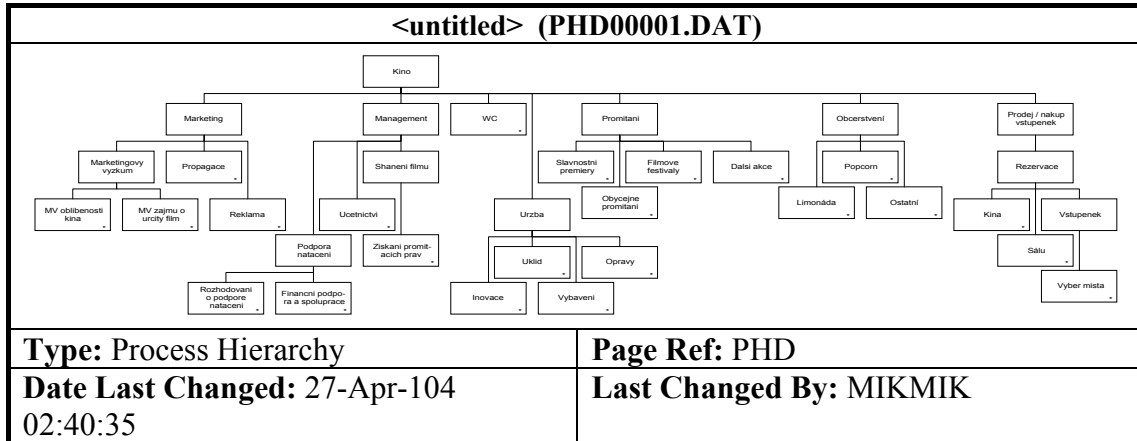 <untitled> (PHD00001.DAT)
Kino
Marketing
Management
WC
Promitani
Obcerstvení
Prodej / nakup
vstupenek
Marketingovy
vyzkum
Propagace
Shaneni filmu
Slavnostni
premiery
Filmove
festivaly
Dalsi akce
Popcorn
Rezervace
MV oblibenosti
kina
MV zajmu o
urcity film
Reklama
Ucetnictvi
Urzba
Obycejne
promitani
Limonáda
Ostatní
Kina
Vstupenek
Podpora
nataceni
Ziskani promit-
acich prav
Uklid
Opravy
Sálu
Rozhodovani
o podpore
nataceni
Financni podpo-
ra a spoluprace
Inovace
Vybaveni
Vyber mista
Type: Process Hierarchy
Page Ref: PHD
Date Last Changed: 27-Apr-104
02:40:35
Last Changed By: MIKMIK